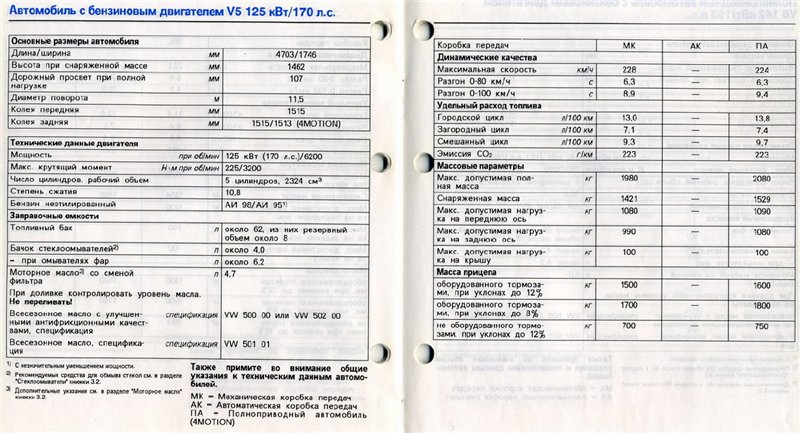 Автомобиль с бензиновым двигателем V5 125 кВт/170 л.с.
Основные размеры автомобиля
Длина/ширина мм 4703/1746
Высота при снаряженной массе мм 1462
Дорожный просвет при полной мм 107
нагрузке
Диаметр поворота м 11,5
Колея передняя мм 1515
Колея задняя мм 1515/1513 (4MOTION)
Технические данные двигателя
Мощность при об/мин 125 кВт (170 л.с.)/6200
Макс. крутящий момент Н·м при об/мин 225/3200
Число цилиндров, рабочий объем 5 цилиндров, 2324 см³
Степень сжатия 10,8
Бензин неэтилированный АИ 98/АИ 95¹⁾
Заправочные емкости
Топливный бак л около 62, из них резервный
объем около 8
Бачок стеклоомывателей²⁾ л около 4,0
– при омывателях фар л около 6,2
Моторное масло³⁾ со сменой л 4,7
фильтра
При доливке контролировать уровень масла.
Не переливать!
Всесезонное масло с улучшен- спецификация VW 500 00 или VW 502 00
ными антифрикционными качест-
вами, спецификация
Всесезонное масло, специфика- спецификация VW 501 01
ция
1) С незначительным уменьшением мощности.
2) Рекомендуемые средства для обмыва стекол см. в разделе
"Стекломыватели" книжки 3.2.
3) Дополнительные указания см. в разделе "Моторное масло"
книжки 3.2.
Также примите во внимание общие
указания к техническим данным автомо-
билей.
МК = Механическая коробка передач
АК = Автоматическая коробка передач
ПА = Полноприводный автомобиль
(4MOTION)
Коробка передач МК АК ПА
Динамические качества
Максимальная скорость км/ч 228 — 224
Разгон 0-80 км/ч с 6,3 — 6,3
Разгон 0-100 км/ч с 8,9 — 9,4
Удельный расход топлива
Городской цикл л/100 км 13,0 — 13,8
Загородный цикл л/100 км 7,1 — 7,4
Смешанный цикл л/100 км 9,3 — 9,7
Эмиссия CO₂ г/км 223 — 223
Массовые параметры
Макс. допустимая пол- кг 1980 — 2080
ная масса
Снаряженная масса кг 1421 — 1529
Макс. допустимая нагруз- кг 1080 — 1090
ка на переднюю ось
Макс. допустимая нагруз- кг 990 — 1080
ка на заднюю ось
Макс. допустимая нагруз- кг 100 — 100
ка на крышу
Масса прицепа
оборудованного тормоза- кг 1500 — 1600
ми, при уклонах до 12%
оборудованного тормоза- кг 1700 — 1800
ми, при уклонах до 8%
не оборудованного тормо- кг 700 — 750
зами. при уклонах до 12%